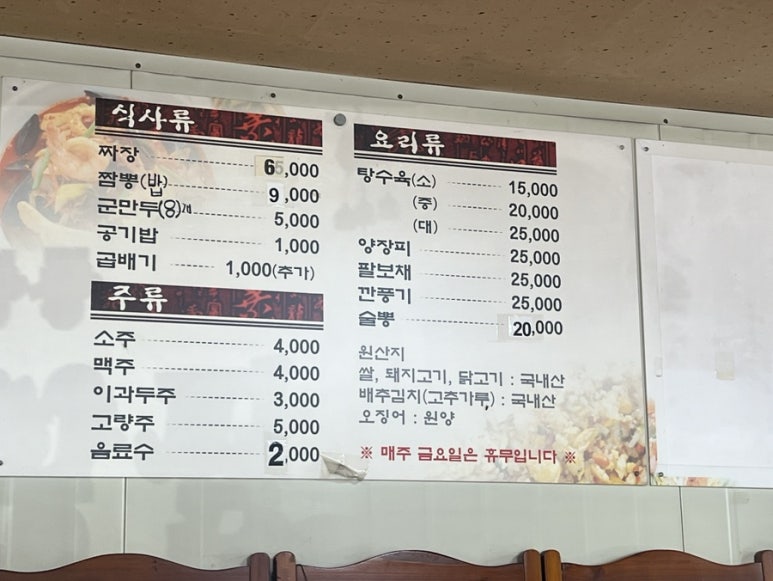 식사류
짜장 6,000
짬뽕(밥) 9,000
군만두(8)개 5,000
공기밥 1,000
곱배기 1,000(추가)
주류
소주 4,000
맥주 4,000
이과두주 3,000
고량주 5,000
음료수 2,000
요리류
탕수육(소) 15,000
(중) 20,000
(대) 25,000
양장피 25,000
팔보채 25,000
깐풍기 25,000
술뽕 20,000
원산지
쌀, 돼지고기, 닭고기 : 국내산
배추김치(고추가루) : 국내산
오징어 : 원양
※ 매주 금요일은 휴무입니다 ※